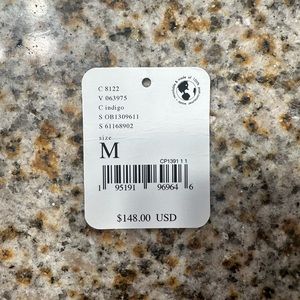 C 8122
V 063975
C indigo
S OB1309611
S 61168902
size
M
CP1391 1 1
1 95191 96964 6
$148.00 USD